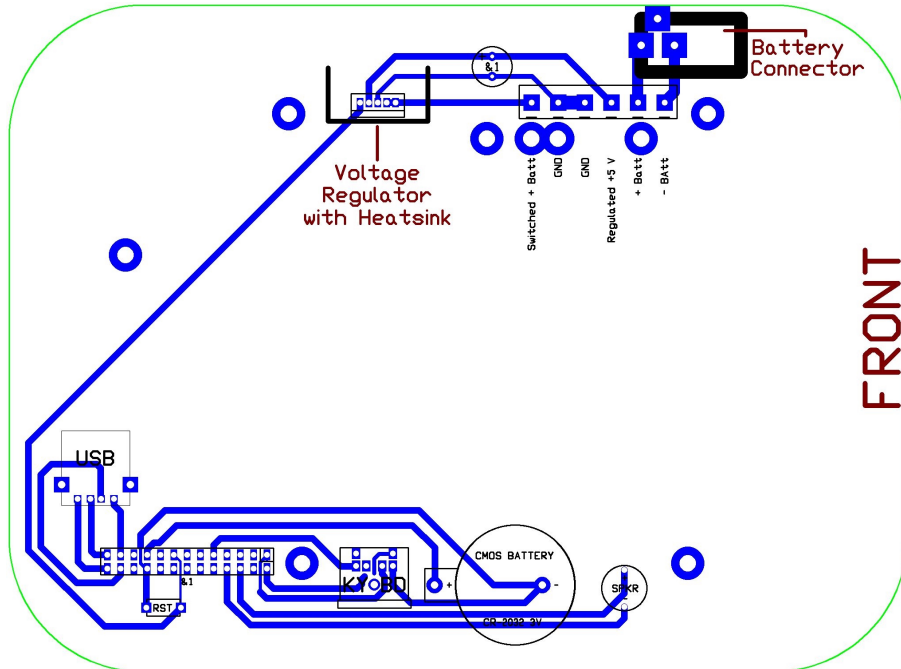 Battery
Connector
+
&1
Voltage
Regulator
with Heatsink
Switched + Batt
GND
GND
Regulated +5 V
+ Batt
- BAtt
FRONT
USB
&1
RST
KYBD
CMOS BATTERY
+
-
CR-2032 3V
SPKR